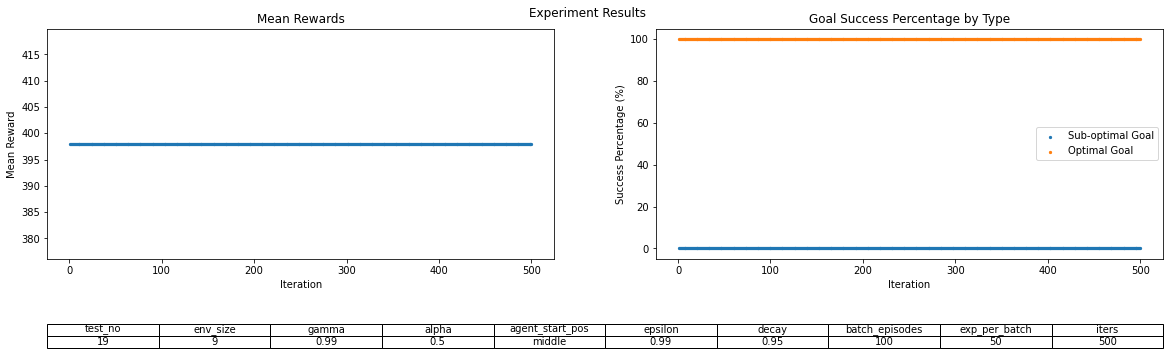 Experiment Results
Mean Rewards
Mean Reward
415
410
405
400
395
390
385
380
0 100 200 300 400 500
Iteration
Goal Success Percentage by Type
Success Percentage (%)
100
80
60
40
20
0
Sub-optimal Goal
Optimal Goal
0 100 200 300 400 500
Iteration
test_no env_size gamma alpha agent_start_pos epsilon decay batch_episodes exp_per_batch iters
19 9 0.99 0.5 middle 0.99 0.95 100 50 500